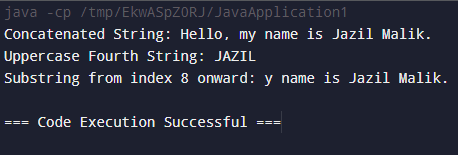 java -cp /tmp/EkwASpZ0RJ/JavaApplication1
Concatenated String: Hello, my name is Jazil Malik.
Uppercase Fourth String: JAZIL
Substring from index 8 onward: y name is Jazil Malik.
=== Code Execution Successful ===